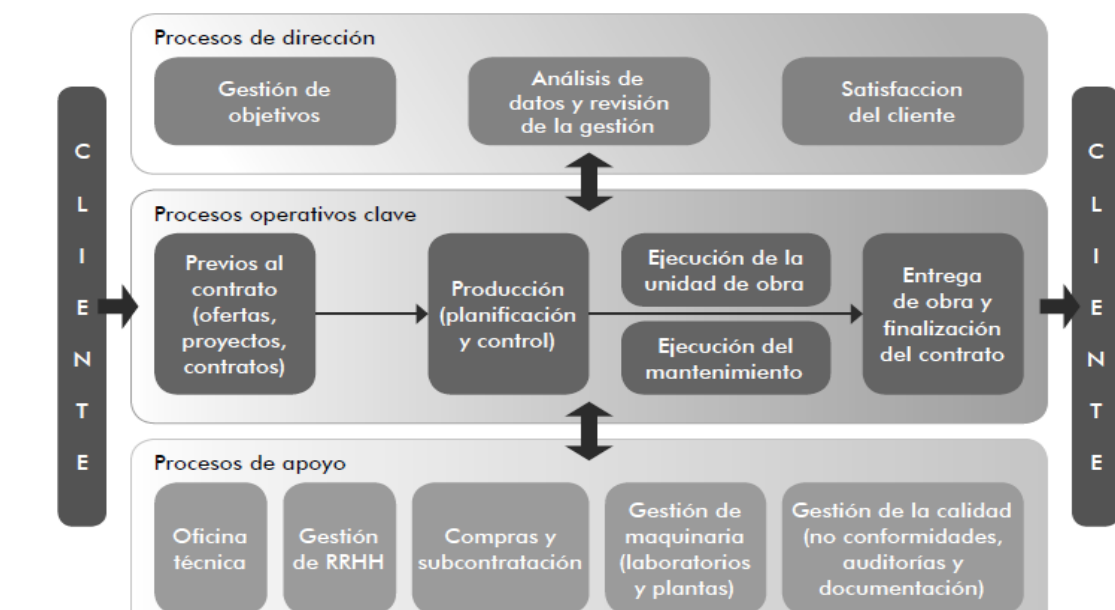 CLIENTE
Procesos de dirección
Gestión de
objetivos
Análisis de
datos y revisión
de la gestión
Satisfaccion
del cliente
Procesos operativos clave
Previos al
contrato
(ofertas,
proyectos,
contratos)
Producción
(planificación
y control)
Ejecución de la
unidad de obra
Ejecución del
mantenimiento
Entrega
de obra y
finalización
del contrato
Procesos de apoyo
Oficina
técnica
Gestión
de RRHH
Compras y
subcontratación
Gestión de
maquinaria
(laboratorios
y plantas)
Gestión de la calidad
(no conformidades,
auditorías y
documentación)
CLIENTE